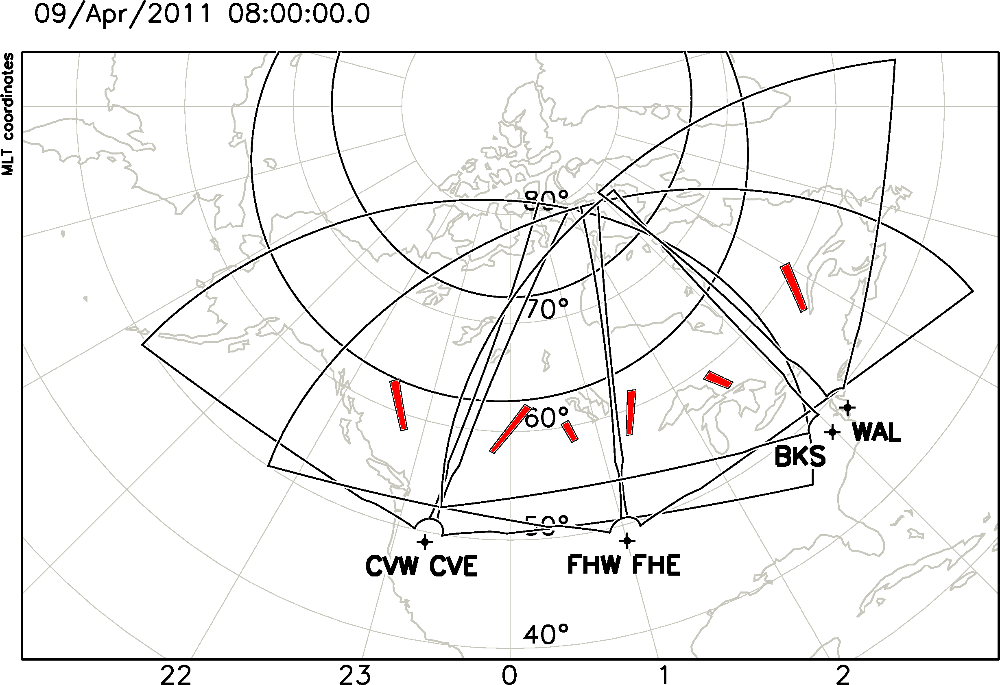 09/Apr/2011 08:00:00.0
MLT coordinates
80°
70°
60°
50°
40°
WAL
BKS
CVW CVE
FHW FHE
22 23 0 1 2